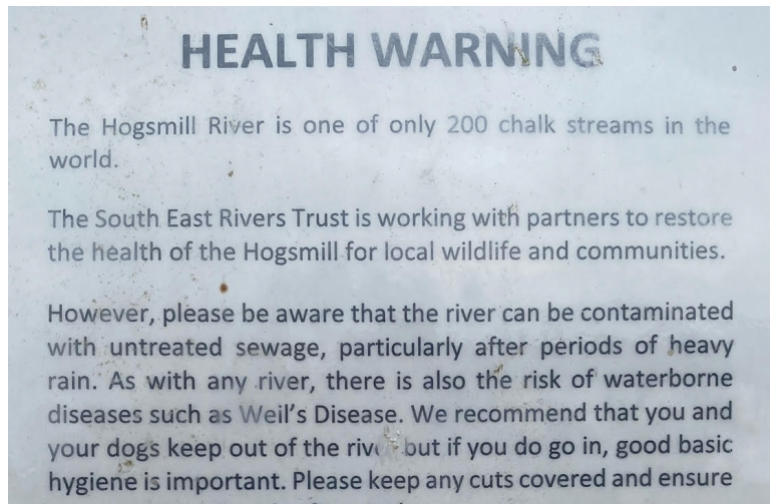 HEALTH WARNING
The Hogsmill River is one of only 200 chalk streams in the
world.
The South East Rivers Trust is working with partners to restore
the health of the Hogsmill for local wildlife and communities.
However, please be aware that the river can be contaminated
with untreated sewage, particularly after periods of heavy
rain. As with any river, there is also the risk of waterborne
diseases such as Weil's Disease. We recommend that you and
your dogs keep out of the river but if you do go in, good basic
hygiene is important. Please keep any cuts covered and ensure